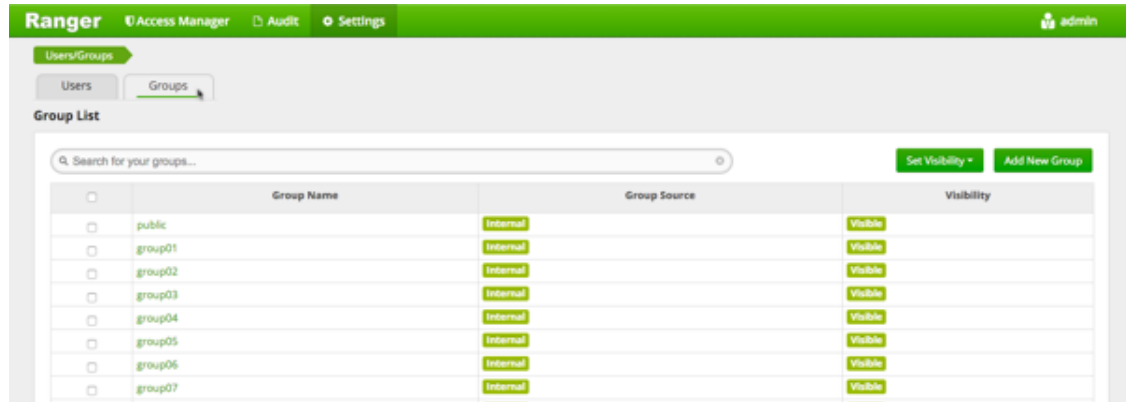 Ranger Access Manager Audit Settings admin
Users/Groups
Users Groups
Group List
Search for your groups... Set Visibility Add New Group
Group Name Group Source Visibility
public Internal Visible
group01 Internal Visible
group02 Internal Visible
group03 Internal Visible
group04 Internal Visible
group05 Internal Visible
group06 Internal Visible
group07 Internal Visible